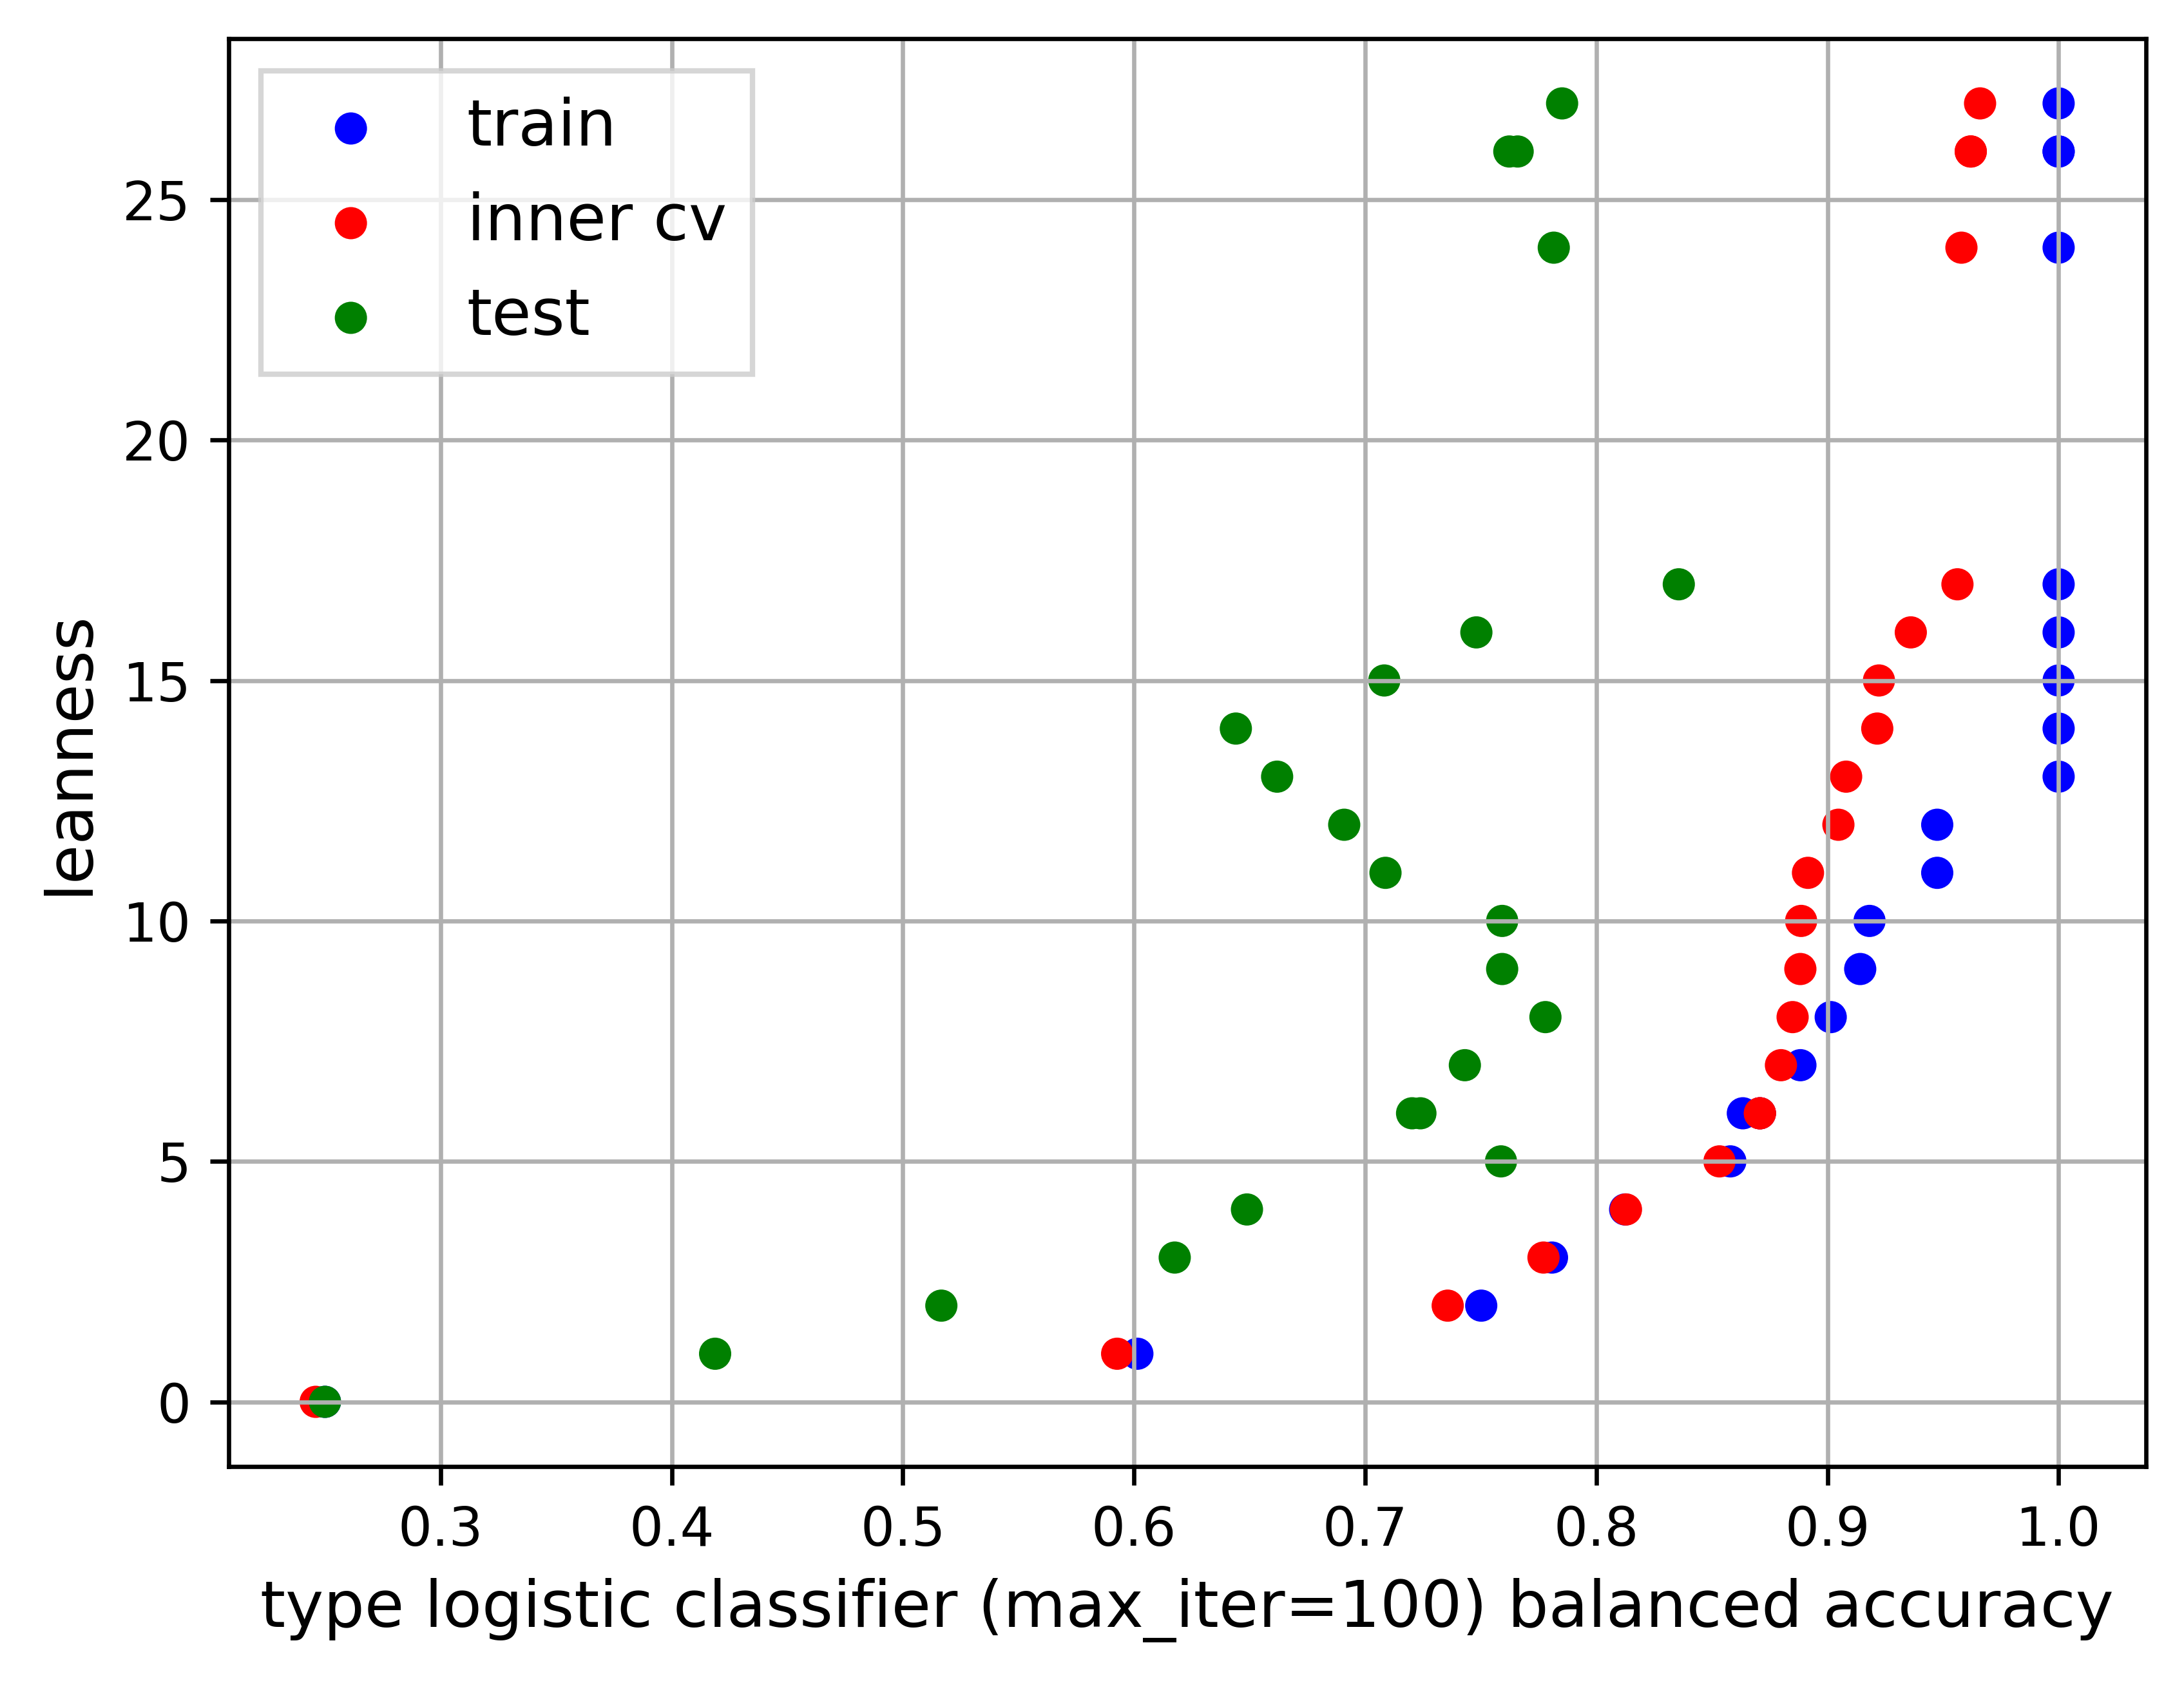 train
inner cv
test
25
20
15
10
5
0
leanness
0.3 0.4 0.5 0.6 0.7 0.8 0.9 1.0
type logistic classifier (max_iter=100) balanced accuracy